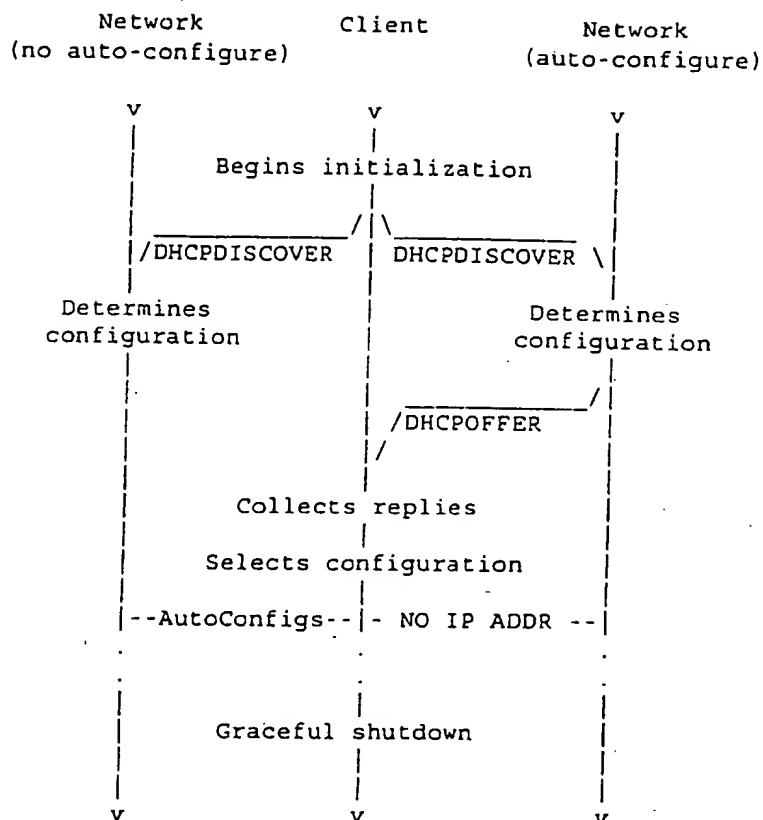 Network Client Network
(no auto-configure) (auto-configure)
v v v
Begins initialization
/DHCPDISCOVER DHCPDISCOVER \
Determines Determines
configuration configuration
/DHCPOFFER
Collects replies
Selects configuration
--AutoConfigs-- - NO IP ADDR --
Graceful shutdown
v v v